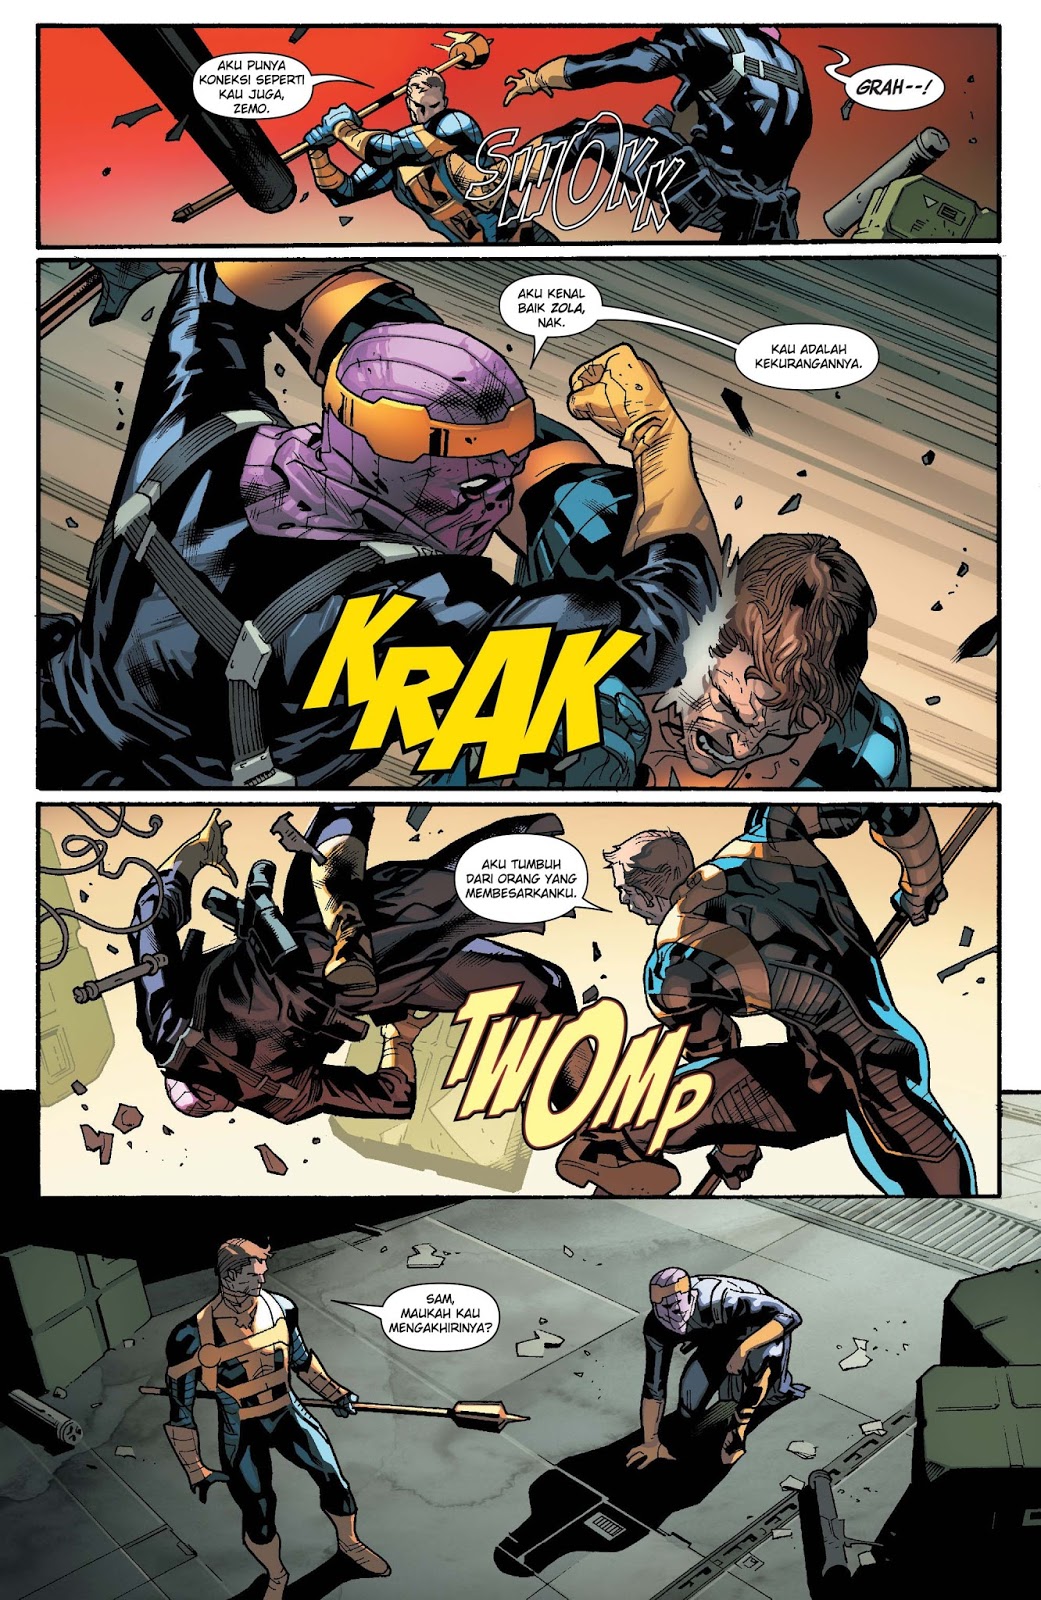 AKU PUNYA
KONEKSI SEPERTI
KAU JUGA,
ZEMO.
GRAH--!
SWOKK
AKU KENAL
BAIK ZOLA,
NAK.
KAU ADALAH
KEKURANGANNYA.
KRAK
AKU TUMBUH
DARI ORANG YANG
MEMBESARKANKU.
TWOMP
SAM,
MAUKAH KAU
MENGAKHIRINYA?